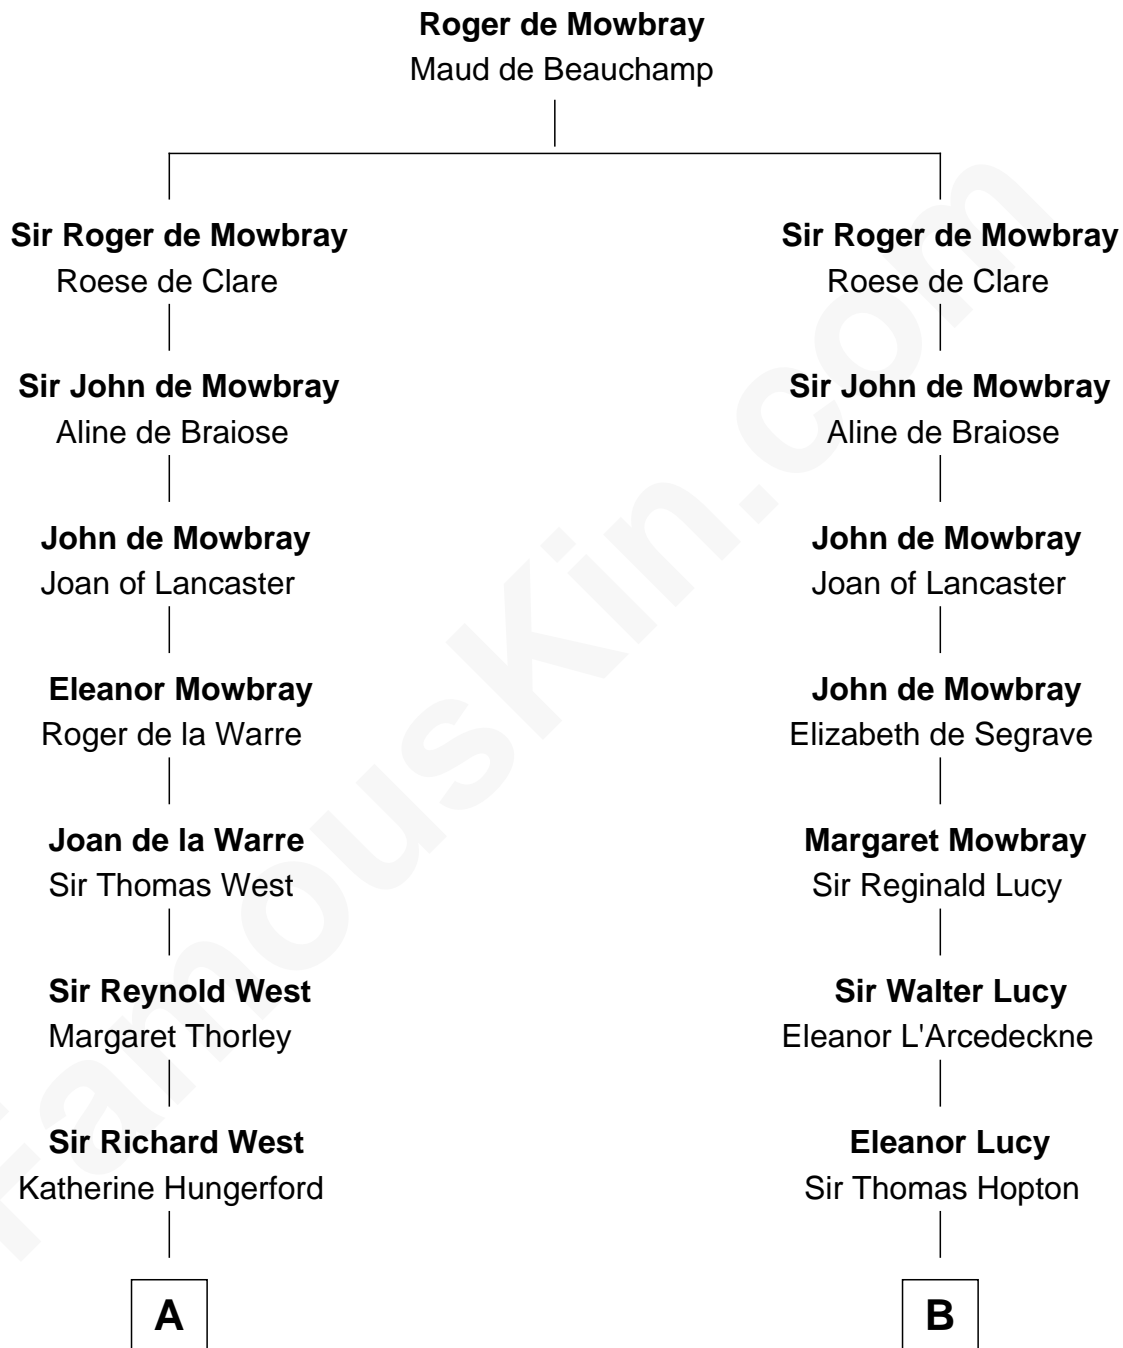 Roger de Mowbray
Maud de Beauchamp
Sir Roger de Mowbray
Roese de Clare
Sir John de Mowbray
Aline de Braiose
John de Mowbray
Joan of Lancaster
Eleanor Mowbray
Roger de la Warre
Joan de la Warre
Sir Thomas West
Sir Reynold West
Margaret Thorley
Sir Richard West
Katherine Hungerford
A
Sir Roger de Mowbray
Roese de Clare
Sir John de Mowbray
Aline de Braiose
John de Mowbray
Joan of Lancaster
John de Mowbray
Elizabeth de Segrave
Margaret Mowbray
Sir Reginald Lucy
Sir Walter Lucy
Eleanor L'Arcedeckne
Eleanor Lucy
Sir Thomas Hopton
B
FamousKin.com